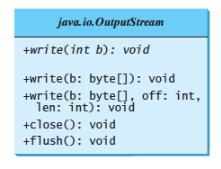 java.io.OutputStream
+write(int b): void
+write(b: byte[]): void
+write(b: byte[], off: int,
len: int): void
+close(): void
+flush(): void